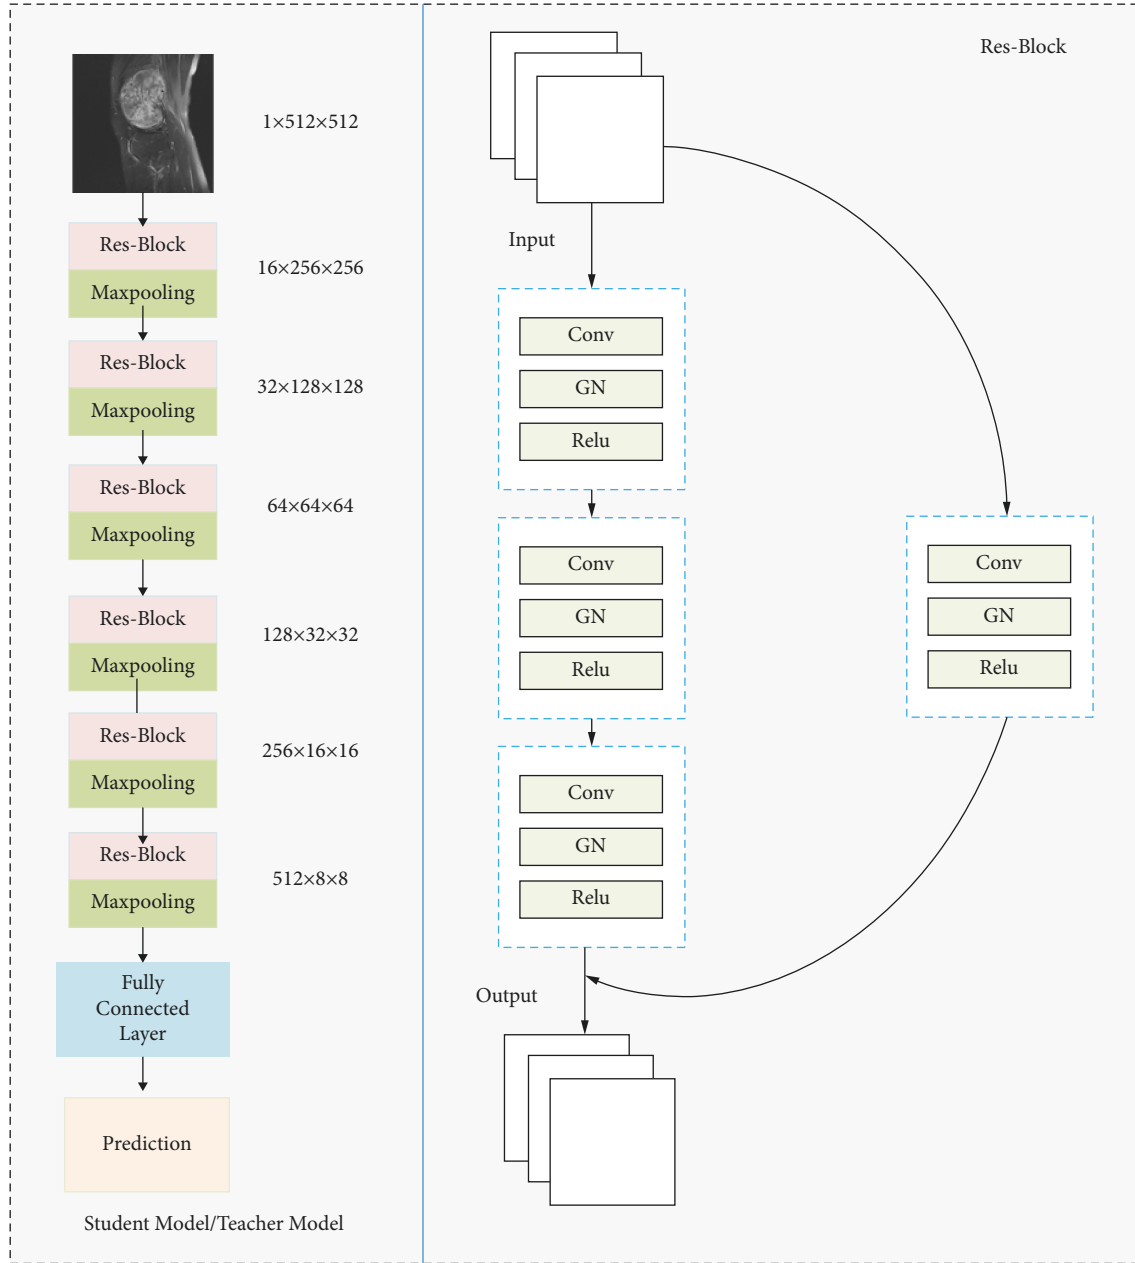 1×512×512
Res-Block
Maxpooling
16×256×256
Res-Block
Maxpooling
32×128×128
Res-Block
Maxpooling
64×64×64
Res-Block
Maxpooling
128×32×32
Res-Block
Maxpooling
256×16×16
Res-Block
Maxpooling
512×8×8
Fully
Connected
Layer
Prediction
Student Model/Teacher Model
Res-Block
Input
Conv
GN
Relu
Conv
GN
Relu
Conv
GN
Relu
Conv
GN
Relu
Output